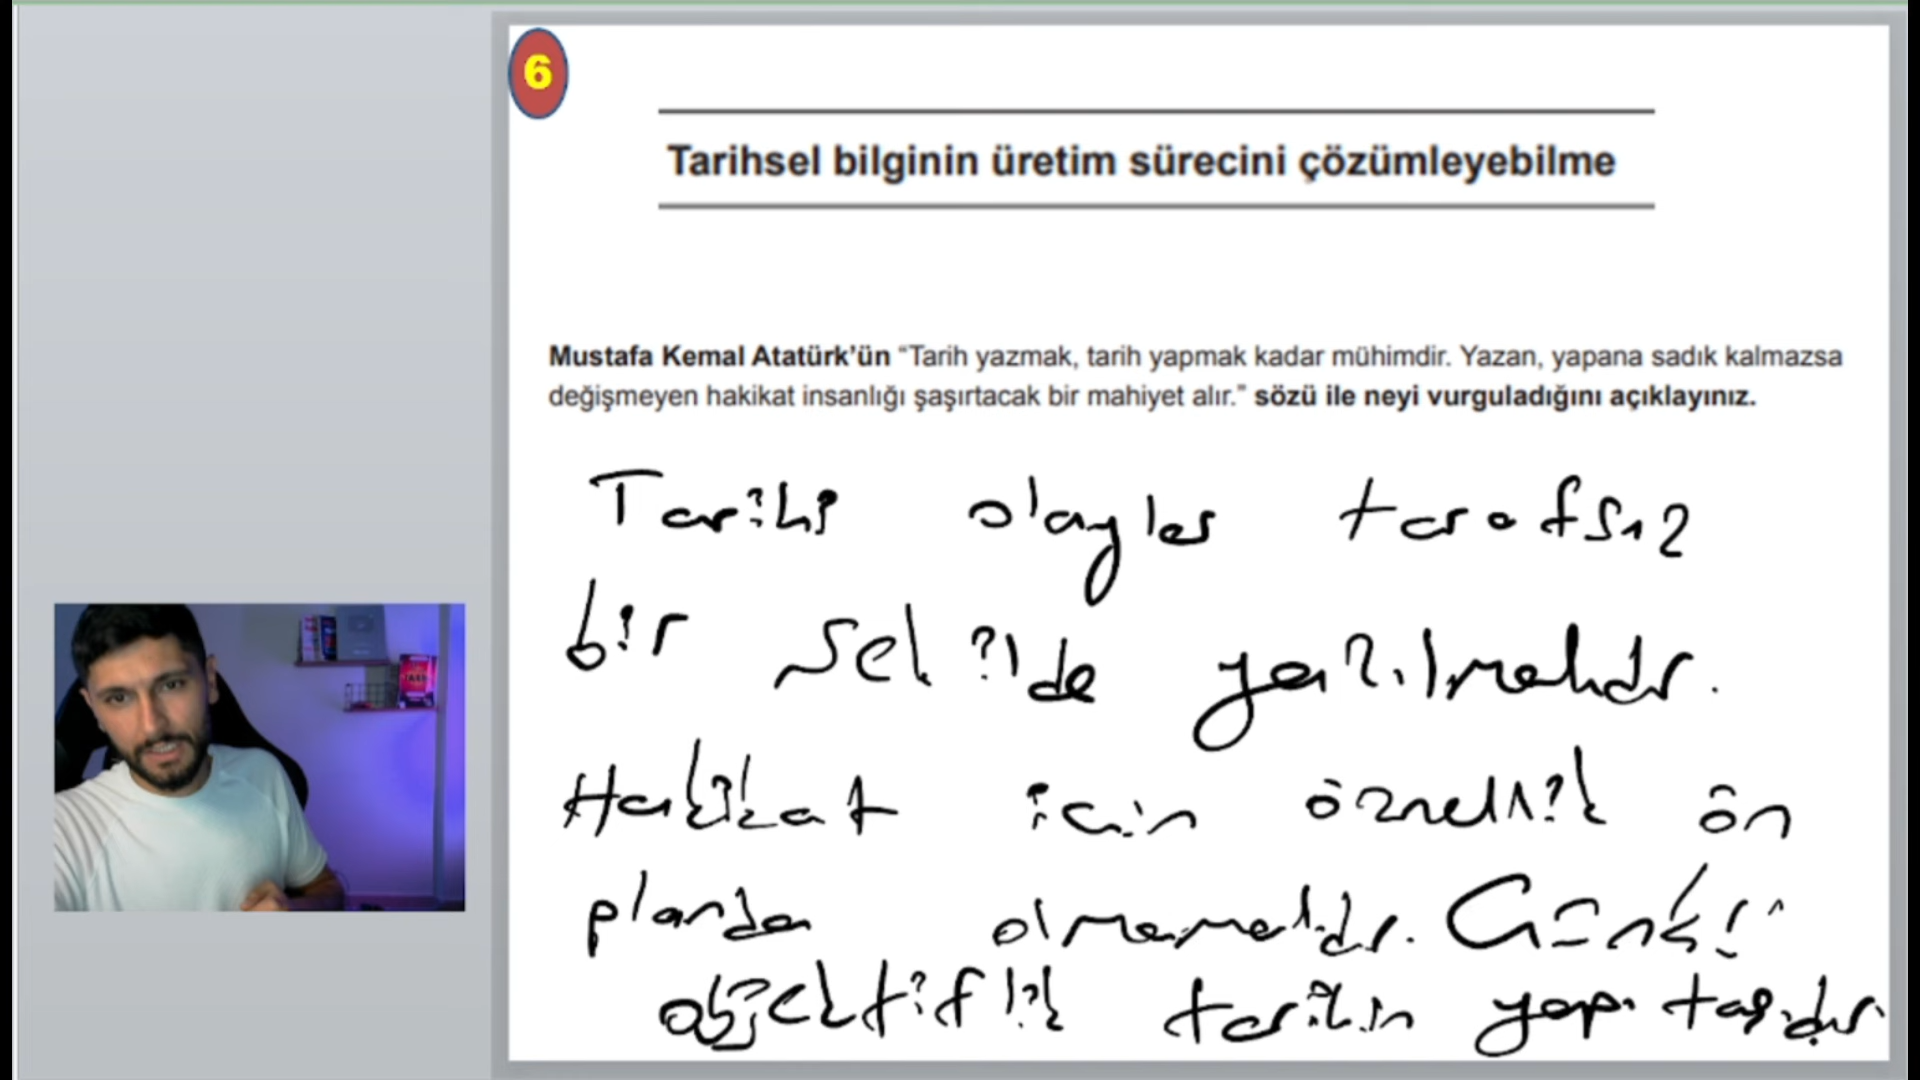 6
Tarihsel bilginin üretim sürecini çözümleyebilme
Mustafa Kemal Atatürk'ün “Tarih yazmak, tarih yapmak kadar mühimdir. Yazan, yapana sadık kalmazsa
değişmeyen hakikat insanlığı şaşırtacak bir mahiyet alır.” sözü ile neyi vurguladığını açıklayınız.
Tarihi olaylar tarafsız
bir şekilde yazılmalıdır.
Hakikat için öznellik ön
planda olmamalıdır. Çünkü
objektiflik tarihin yapı taşıdır.